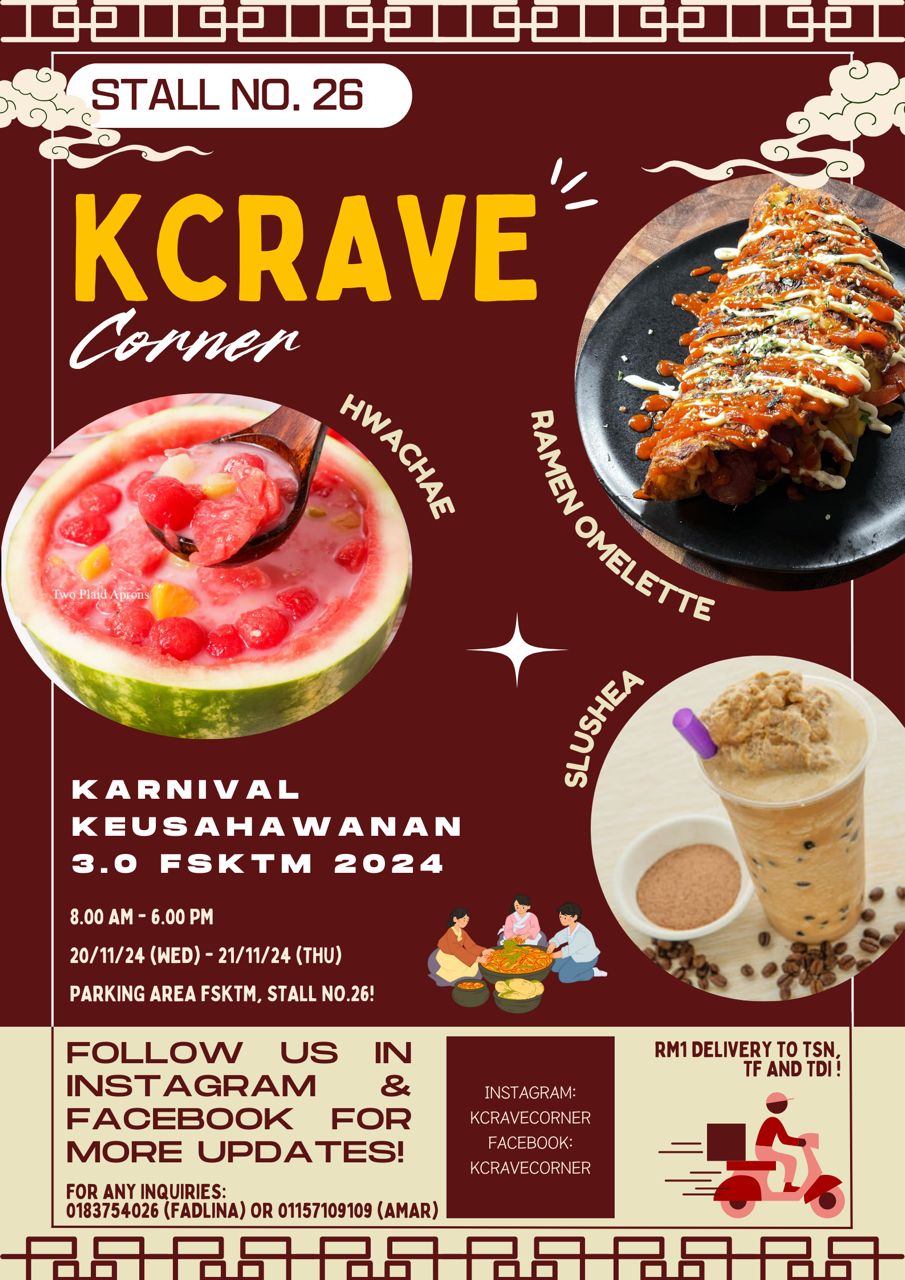 STALL NO. 26
KCRAVE
Corner
HWACHAE
RAMEN OMELETTE
Two Plaid Aprons
SLUSHEA
KARNIVAL
KEUSAHAWANAN
3.0 FSKTM 2024
8.00 AM - 6.00 PM
20/11/24 (WED) - 21/11/24 (THU)
PARKING AREA FSKTM, STALL NO.26!
FOLLOW US IN
INSTAGRAM &
FACEBOOK FOR
MORE UPDATES!
FOR ANY INQUIRIES:
0183754026 (FADLINA) OR 01157109109 (AMAR)
INSTAGRAM:
KCRAVECORNER
FACEBOOK:
KCRAVECORNER
RM1 DELIVERY TO TSN,
TF AND TDI !